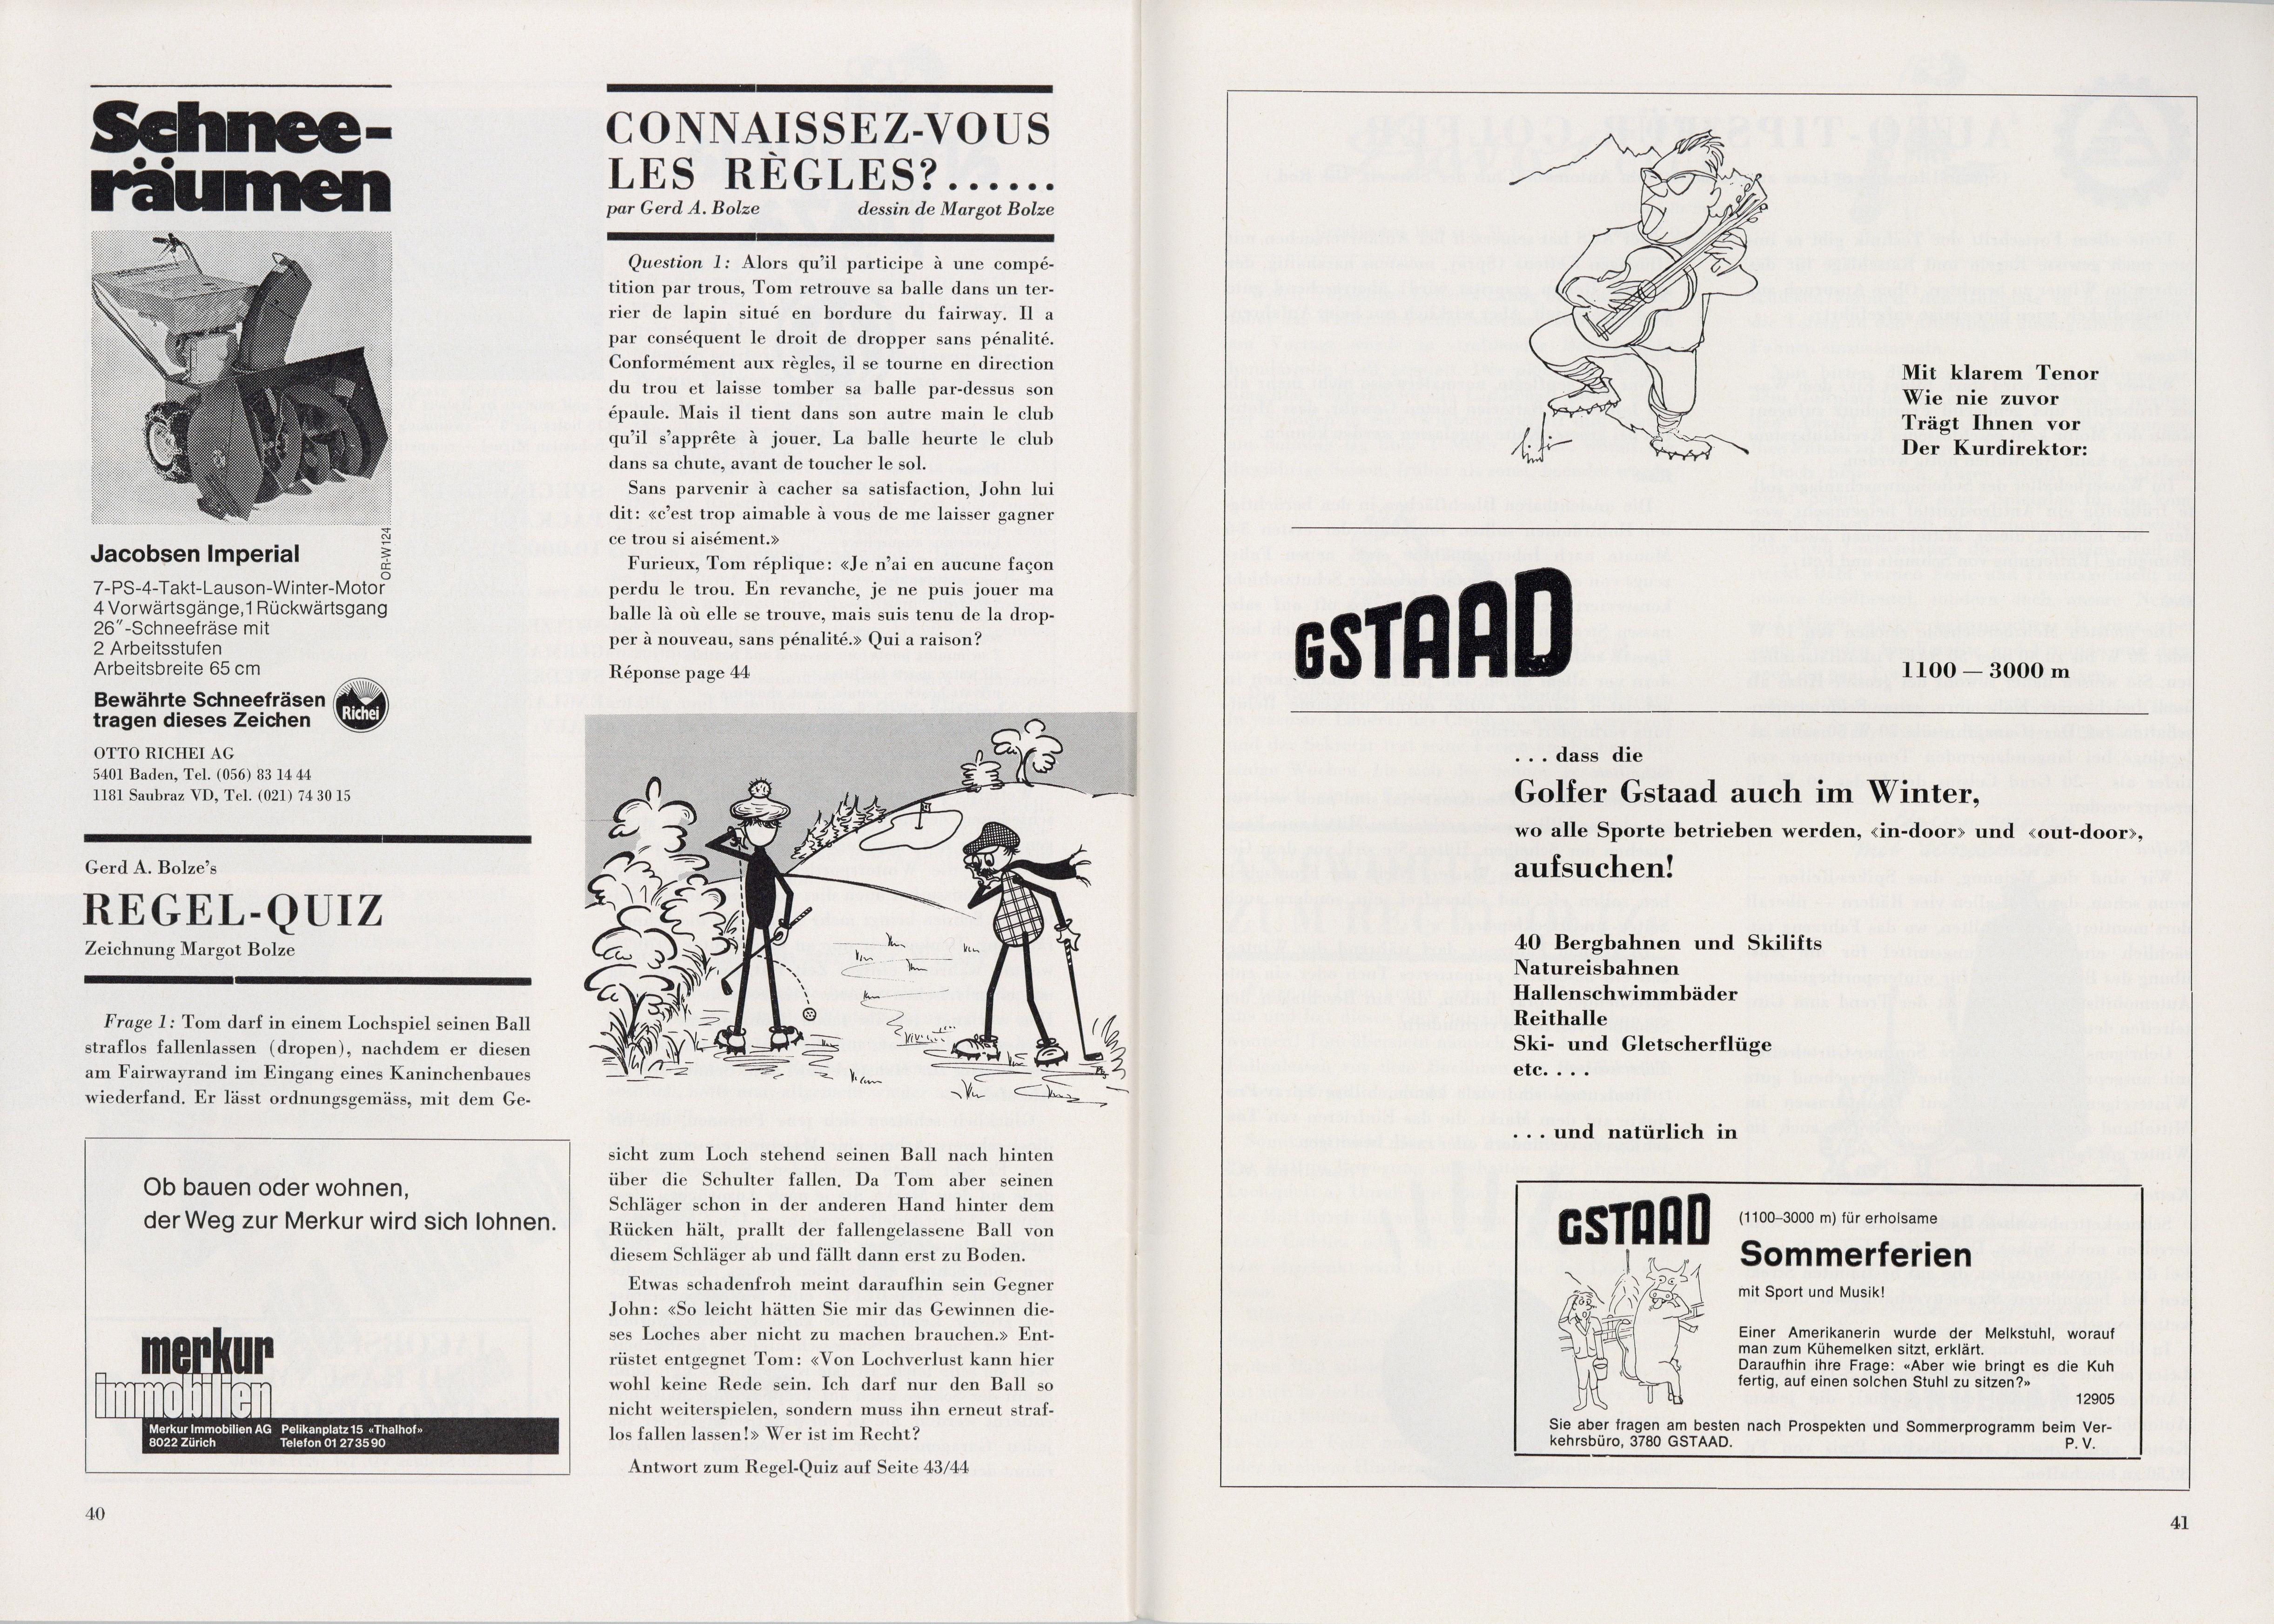 Schnee-
räumen
OR-W124
Jacobsen Imperial
7-PS-4-Takt-Lauson-Winter-Motor
4 Vorwärtsgänge,1 Rückwärtsgang
26″-Schneefräse mit
2 Arbeitsstufen
Arbeitsbreite 65 cm
Bewährte Schneefräsen
tragen dieses Zeichen
Richei
OTTO RICHEI AG
5401 Baden, Tel. (056) 83 14 44
1181 Saubraz VD, Tel. (021) 74 30 15
CONNAISSEZ-VOUS
LES RÈGLES?......
par Gerd A. Bolze dessin de Margot Bolze
Question 1: Alors qu'il participe à une compé-
tition par trous, Tom retrouve sa balle dans un ter-
rier de lapin situé en bordure du fairway. Il a
par conséquent le droit de dropper sans pénalité.
Conformément aux règles, il se tourne en direction
du trou et laisse tomber sa balle par-dessus son
épaule. Mais il tient dans son autre main le club
qu'il s'apprête à jouer. La balle heurte le club
dans sa chute, avant de toucher le sol.
Sans parvenir à cacher sa satisfaction, John lui
dit: «c'est trop aimable à vous de me laisser gagner
ce trou si aisément.»
Furieux, Tom réplique: «Je n'ai en aucune façon
perdu le trou. En revanche, je ne puis jouer ma
balle là où elle se trouve, mais suis tenu de la drop-
per à nouveau, sans pénalité.» Qui a raison?
Réponse page 44
Gerd A. Bolze's
REGEL-QUIZ
Zeichnung Margot Bolze
Frage 1: Tom darf in einem Lochspiel seinen Ball
straflos fallenlassen (dropen), nachdem er diesen
am Fairwayrand im Eingang eines Kaninchenbaues
wiederfand. Er lässt ordnungsgemäss, mit dem Ge-
sicht zum Loch stehend seinen Ball nach hinten
über die Schulter fallen. Da Tom aber seinen
Schläger schon in der anderen Hand hinter dem
Rücken hält, prallt der fallengelassene Ball von
diesem Schläger ab und fällt dann erst zu Boden.
Etwas schadenfroh meint daraufhin sein Gegner
John: «So leicht hätten Sie mir das Gewinnen die-
ses Loches aber nicht zu machen brauchen.» Ent-
rüstet entgegnet Tom: «Von Lochverlust kann hier
wohl keine Rede sein. Ich darf nur den Ball so
nicht weiterspielen, sondern muss ihn erneut straf-
los fallen lassen!» Wer ist im Recht?
Antwort zum Regel-Quiz auf Seite 43/44
Ob bauen oder wohnen,
der Weg zur Merkur wird sich lohnen.
merkur
immobilien
Merkur Immobilien AG Pelikanplatz 15 «Thalhof»
8022 Zürich Telefon 01 27 35 90
40
Mit klarem Tenor
Wie nie zuvor
Trägt Ihnen vor
Der Kurdirektor:
GSTAAD
1100 — 3000 m
... dass die
Golfer Gstaad auch im Winter,
wo alle Sporte betrieben werden, «in-door» und «out-door»,
aufsuchen!
40 Bergbahnen und Skilifts
Natureisbahnen
Hallenschwimmbäder
Reithalle
Ski- und Gletscherflüge
etc. . . .
... und natürlich in
GSTAAD
(1100–3000 m) für erholsame
Sommerferien
mit Sport und Musik!
Einer Amerikanerin wurde der Melkstuhl, worauf
man zum Kühemelken sitzt, erklärt.
Daraufhin ihre Frage: «Aber wie bringt es die Kuh
fertig, auf einen solchen Stuhl zu sitzen?»
12905
Sie aber fragen am besten nach Prospekten und Sommerprogramm beim Ver-
kehrsbüro, 3780 GSTAAD. P. V.
41